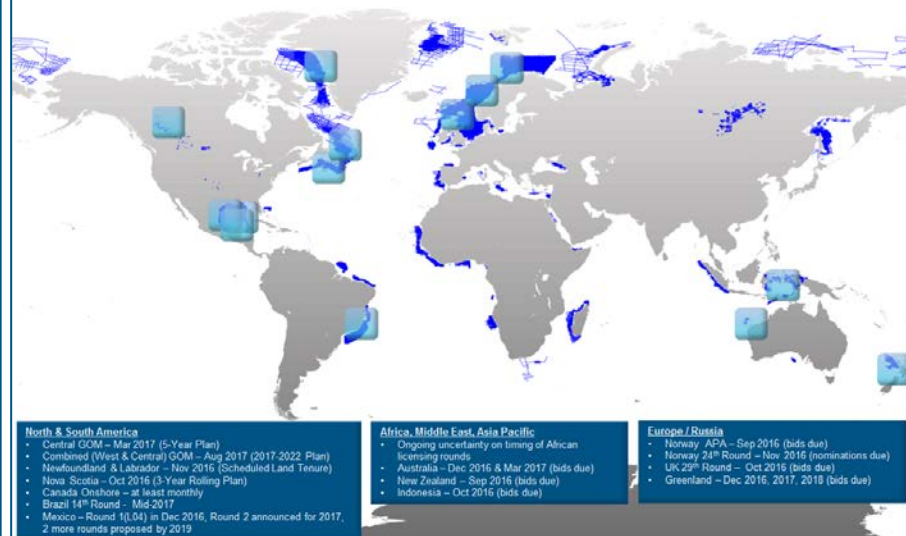 North & South America
• Central GOM – Mar 2017 (5-Year Plan)
• Combined (West & Central) GOM – Aug 2017 (2017-2022 Plan)
• Newfoundland & Labrador – Nov 2016 (Scheduled Land Tenure)
• Nova Scotia – Oct 2016 (3-Year Rolling Plan)
• Canada Onshore – at least monthly
• Brazil 14th Round - Mid-2017
• Mexico – Round 1(L04) in Dec 2016, Round 2 announced for 2017,
2 more rounds proposed by 2019
Africa, Middle East, Asia Pacific
• Ongoing uncertainty on timing of African
licensing rounds
• Australia – Dec 2016 & Mar 2017 (bids due)
• New Zealand – Sep 2016 (bids due)
• Indonesia – Oct 2016 (bids due)
Europe / Russia
• Norway APA – Sep 2016 (bids due)
• Norway 24th Round – Nov 2016 (nominations due)
• UK 29th Round – Oct 2016 (bids due)
• Greenland – Dec 2016, 2017, 2018 (bids due)